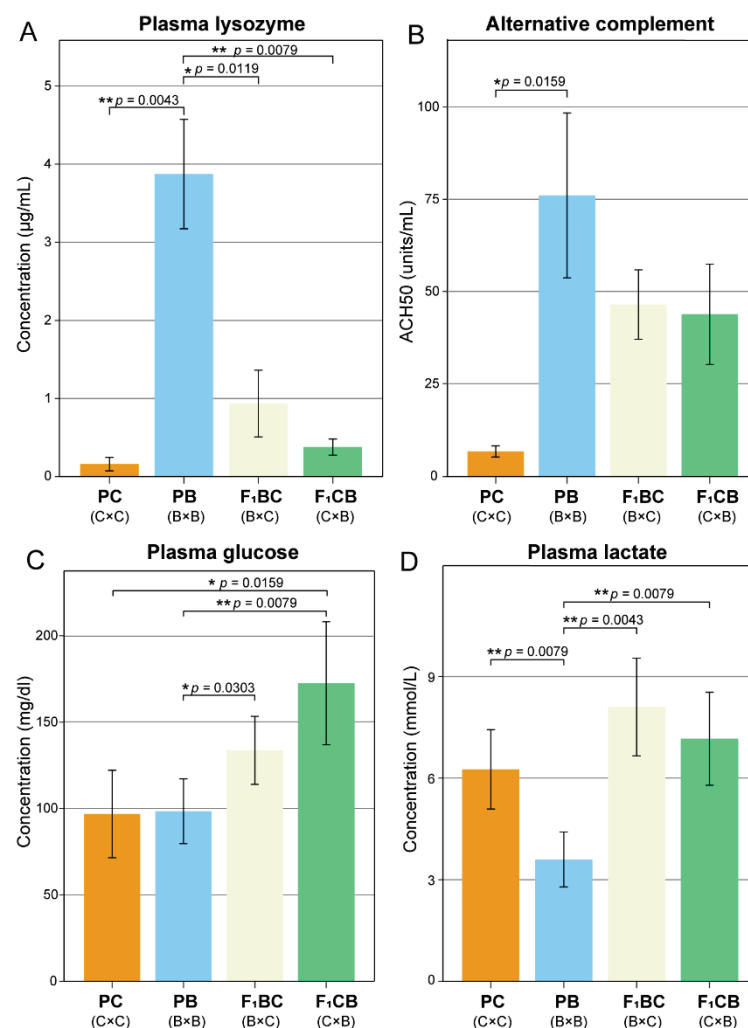 A
Plasma lysozyme
** p = 0.0079
* p = 0.0119
** p = 0.0043
Concentration (µg/mL)
5
4
3
2
1
0
PC
PB
F₁BC
F₁CB
(C×C)
(B×B)
(B×C)
(C×B)
B
Alternative complement
* p = 0.0159
ACH50 (units/mL)
100
75
50
25
0
PC
PB
F₁BC
F₁CB
(C×C)
(B×B)
(B×C)
(C×B)
C
Plasma glucose
* p = 0.0159
** p = 0.0079
* p = 0.0303
Concentration (mg/dl)
200
150
100
50
0
PC
PB
F₁BC
F₁CB
(C×C)
(B×B)
(B×C)
(C×B)
D
Plasma lactate
** p = 0.0079
** p = 0.0043
** p = 0.0079
Concentration (mmol/L)
9
6
3
0
PC
PB
F₁BC
F₁CB
(C×C)
(B×B)
(B×C)
(C×B)